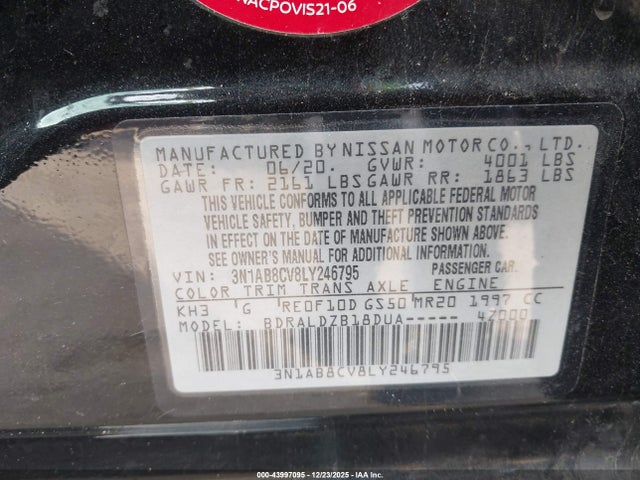 NACPOVIS21-06
MANUFACTURED BY NISSAN MOTOR CO., LTD.
DATE: 06/20. GVWR: 4001 LBS
GAWR FR: 2161 LBS GAWR RR: 1863 LBS
THIS VEHICLE CONFORMS TO ALL APPLICABLE FEDERAL MOTOR
VEHICLE SAFETY, BUMPER AND THEFT PREVENTION STANDARDS
IN EFFECT ON THE DATE OF MANUFACTURE SHOWN ABOVE.
SEE OWNER'S MANUAL FOR ADDITIONAL INFORMATION.
VIN: 3N1AB8CV8LY246795 PASSENGER CAR.
COLOR TRIM TRANS AXLE ENGINE
KH3 'G RE0F10D GS50 MR20 1997 CC
MODEL: BDRALDZB18DUA----- 4Z000
3N1AB8CV8LY246795
000-43997095 - 12/23/2025 - IAA Inc.